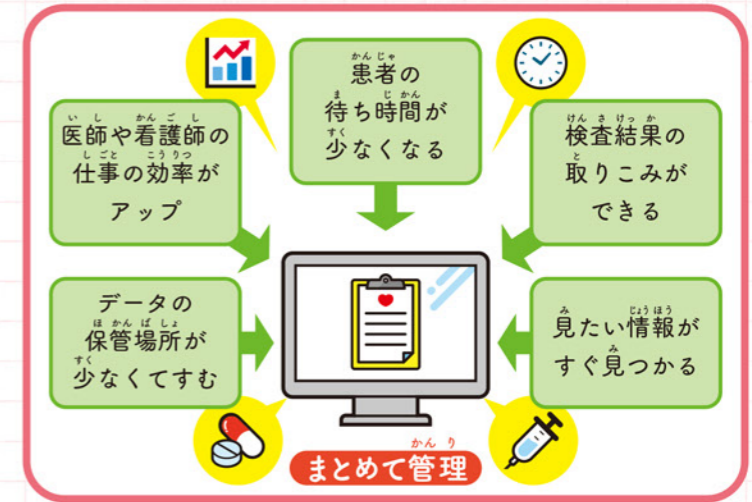 医師や看護師の
仕事の効率が
アップ
患者の
待ち時間が
少なくなる
検査結果の
取りこみが
できる
データの
保管場所が
少なくてすむ
見たい情報が
すぐ見つかる
まとめて管理